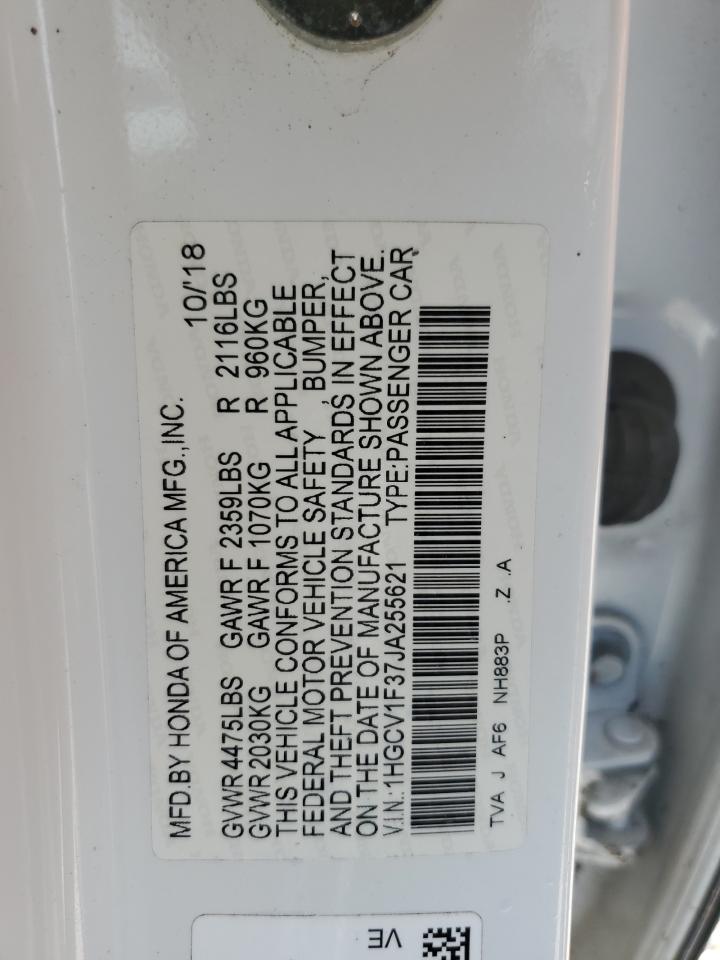 MFD.BY HONDA OF AMERICA MFG.,INC. 10/'18
GVWR 4475LBS GAWR F 2359LBS R 2116LBS
GVWR 2030KG GAWR F 1070KG R 960KG
THIS VEHICLE CONFORMS TO ALL APPLICABLE
FEDERAL MOTOR VEHICLE SAFETY , BUMPER,
AND THEFT PREVENTION STANDARDS IN EFFECT
ON THE DATE OF MANUFACTURE SHOWN ABOVE.
V.I.N.:1HGCV1F37JA255621 TYPE:PASSENGER CAR
TVA J AF6 NH883P .Z .A
VE